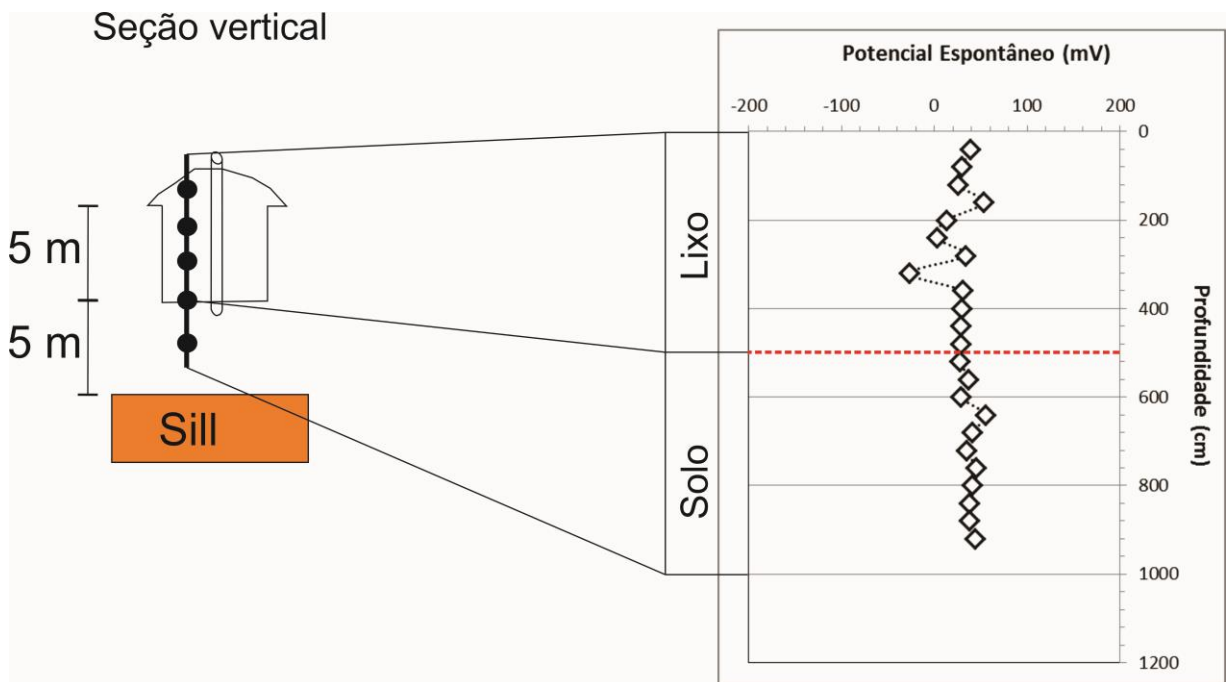 Seção vertical
5 m
5 m
Sill
Lixo
Solo
Potencial Espontâneo (mV)
-200 -100 0 100 200
0
200
400
600
800
1000
1200
Profundidade (cm)